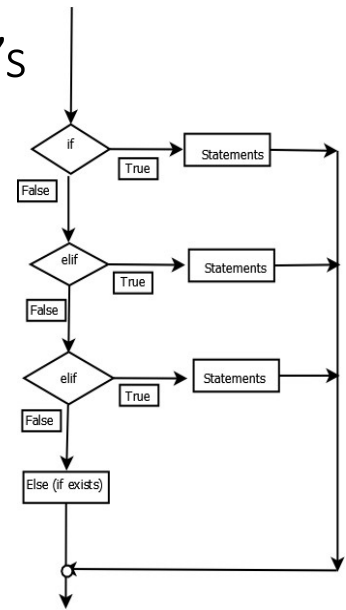 ’s
if
True
Statements
False
elif
True
Statements
False
elif
True
Statements
False
Else (if exists)